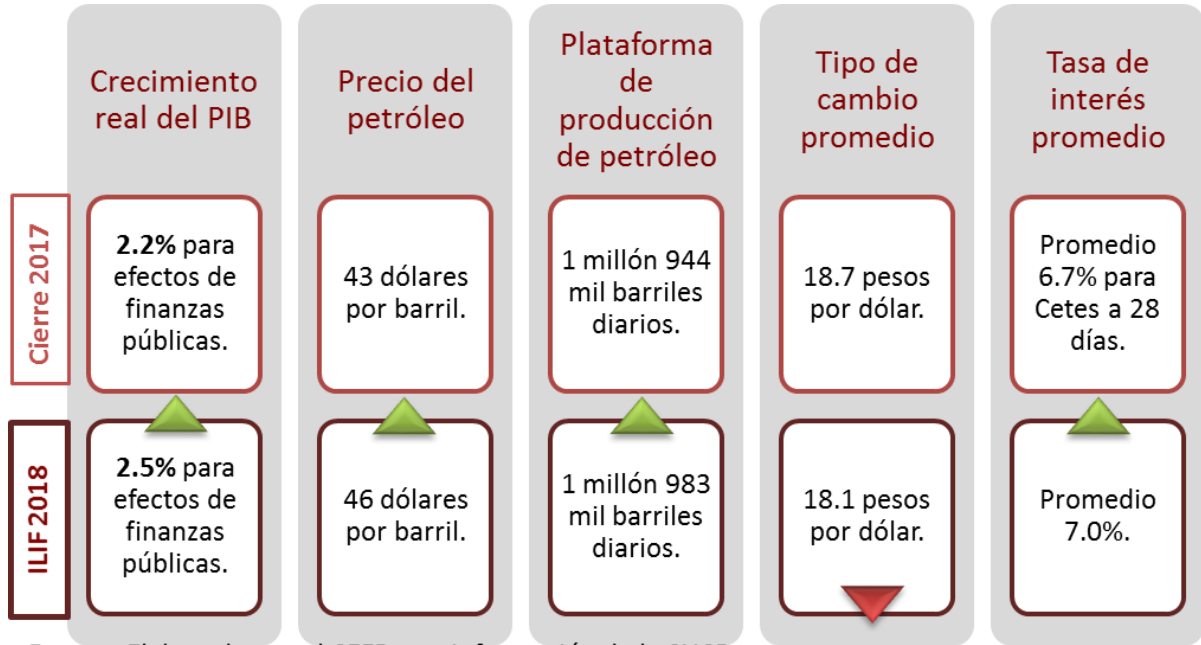 Crecimiento
real del PIB
Precio del
petróleo
Plataforma
de
producción
de petróleo
Tipo de
cambio
promedio
Tasa de
interés
promedio
Cierre 2017
2.2% para
efectos de
finanzas
públicas.
43 dólares
por barril.
1 millón 944
mil barriles
diarios.
18.7 pesos
por dólar.
Promedio
6.7% para
Cetes a 28
días.
ILIF 2018
2.5% para
efectos de
finanzas
públicas.
46 dólares
por barril.
1 millón 983
mil barriles
diarios.
18.1 pesos
por dólar.
Promedio
7.0%.